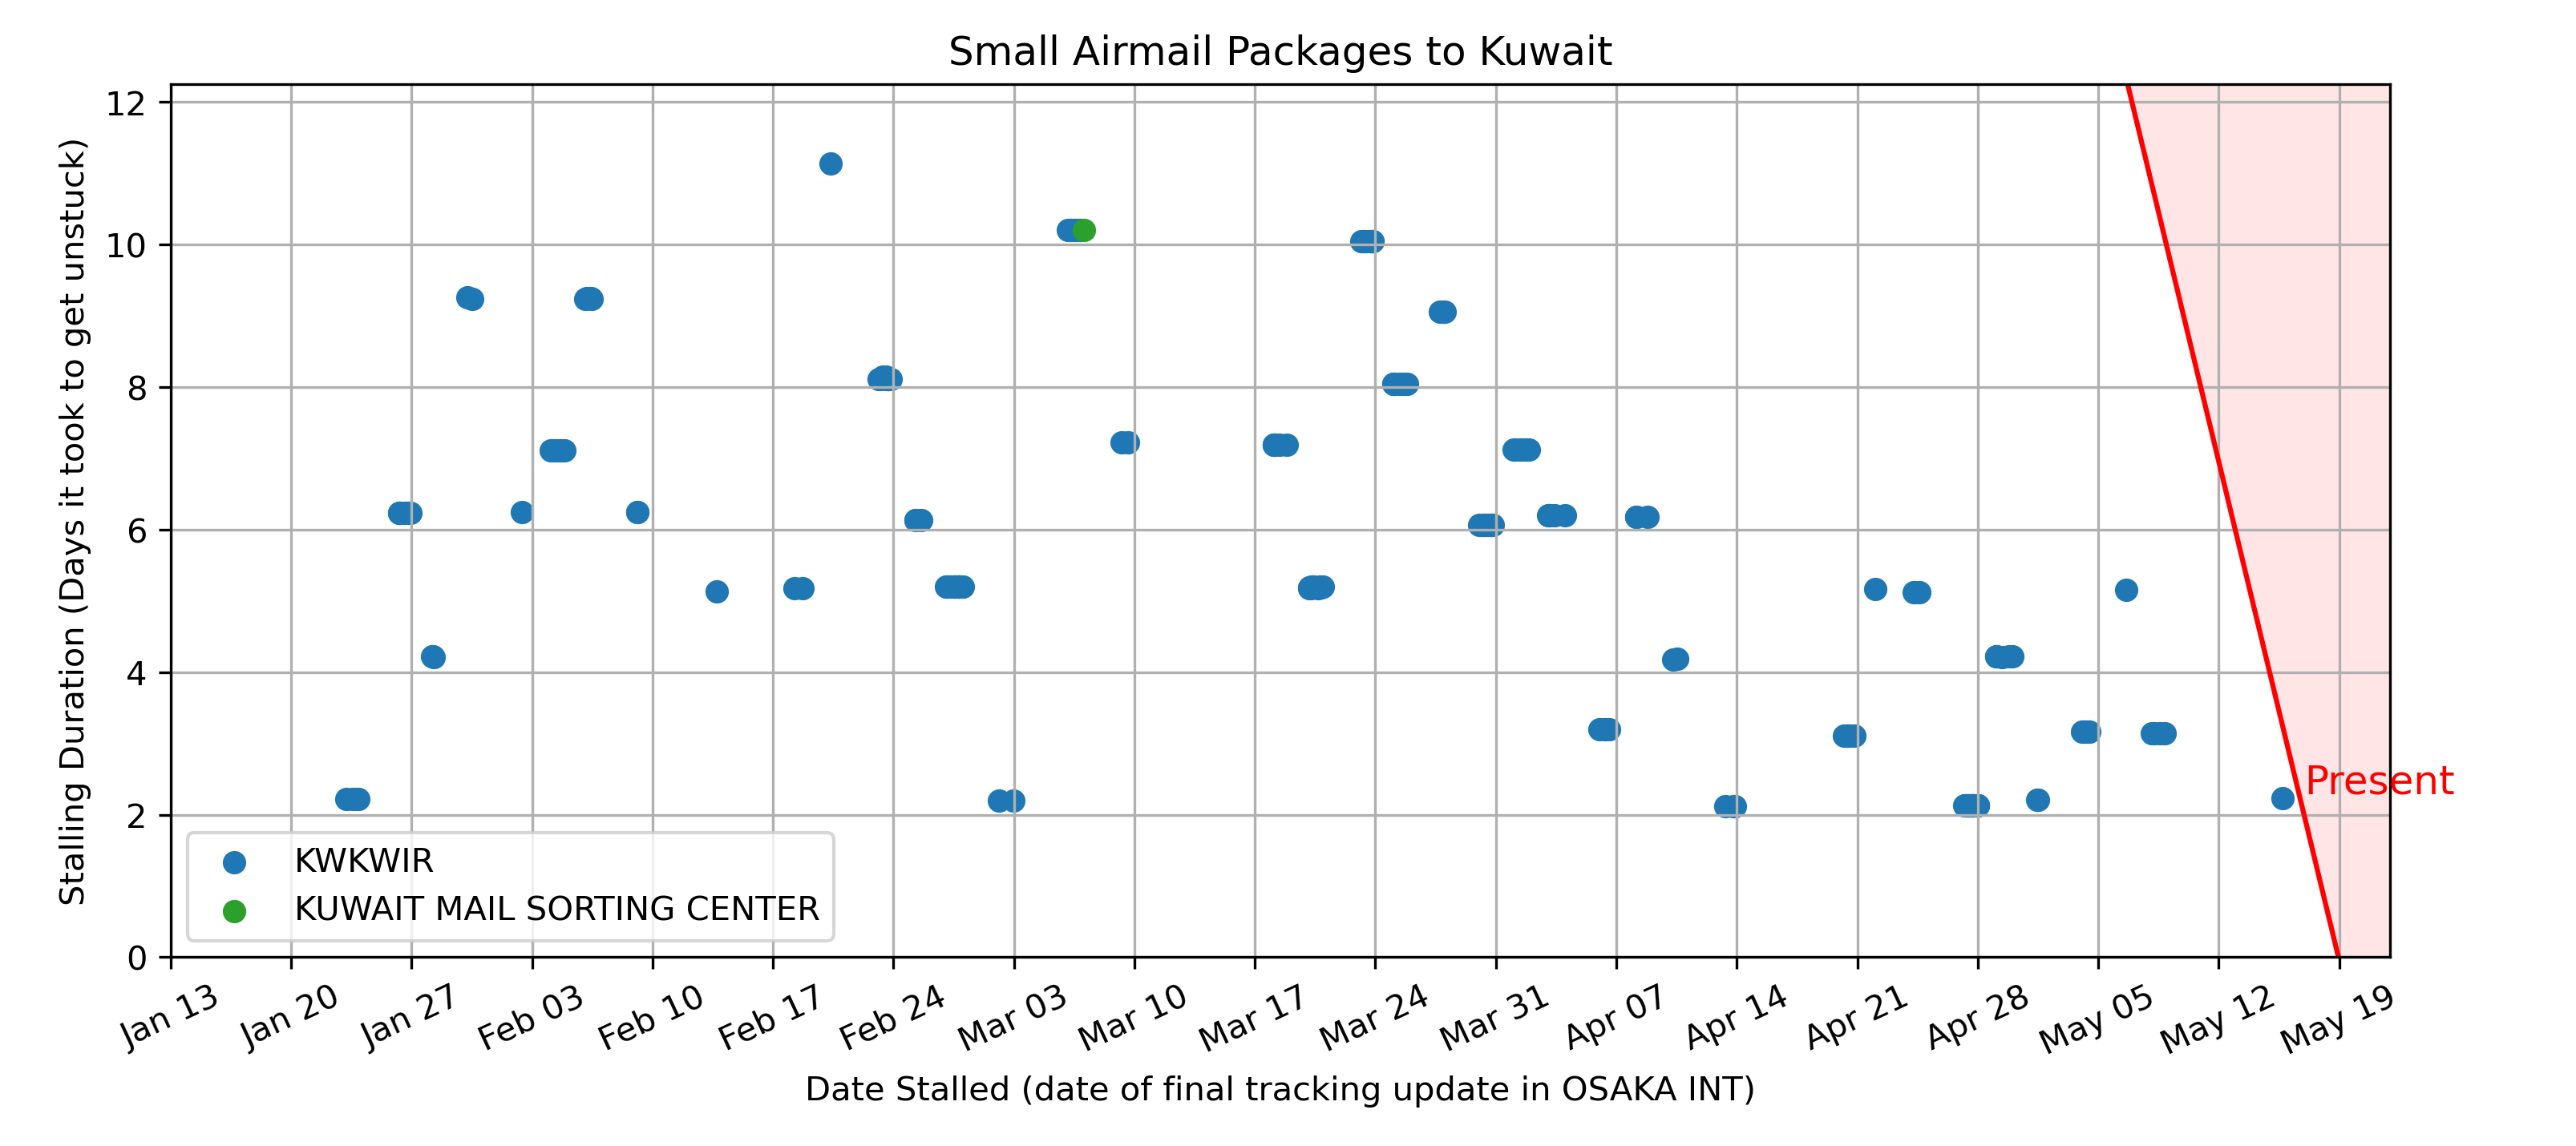 Small Airmail Packages to Kuwait
Stalling Duration (Days it took to get unstuck)
12
10
8
6
4
2
0
Present
KWKWIR
KUWAIT MAIL SORTING CENTER
Jan 13
Jan 20
Jan 27
Feb 03
Feb 10
Feb 17
Feb 24
Mar 03
Mar 10
Mar 17
Mar 24
Mar 31
Apr 07
Apr 14
Apr 21
Apr 28
May 05
May 12
May 19
Date Stalled (date of final tracking update in OSAKA INT)